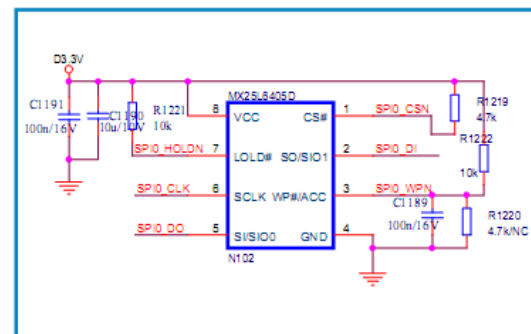 D3.3V
MX25L6405D
C1191
100n/16V
C1190
10u/10V
R1221
10k
8 VCC
CS# 1
SPI0_CSN
R1219
4.7k
R1222
10k
SPI0_HOLDN
7 LOLD#
SO/SIO1 2
SPI0_DI
SPI0_CLK
6 SCLK
WP#/ACC 3
SPI0_WPN
C1189
100n/16V
R1220
4.7k/NC
SPI0_DO
5 SI/SIO0
GND 4
N102